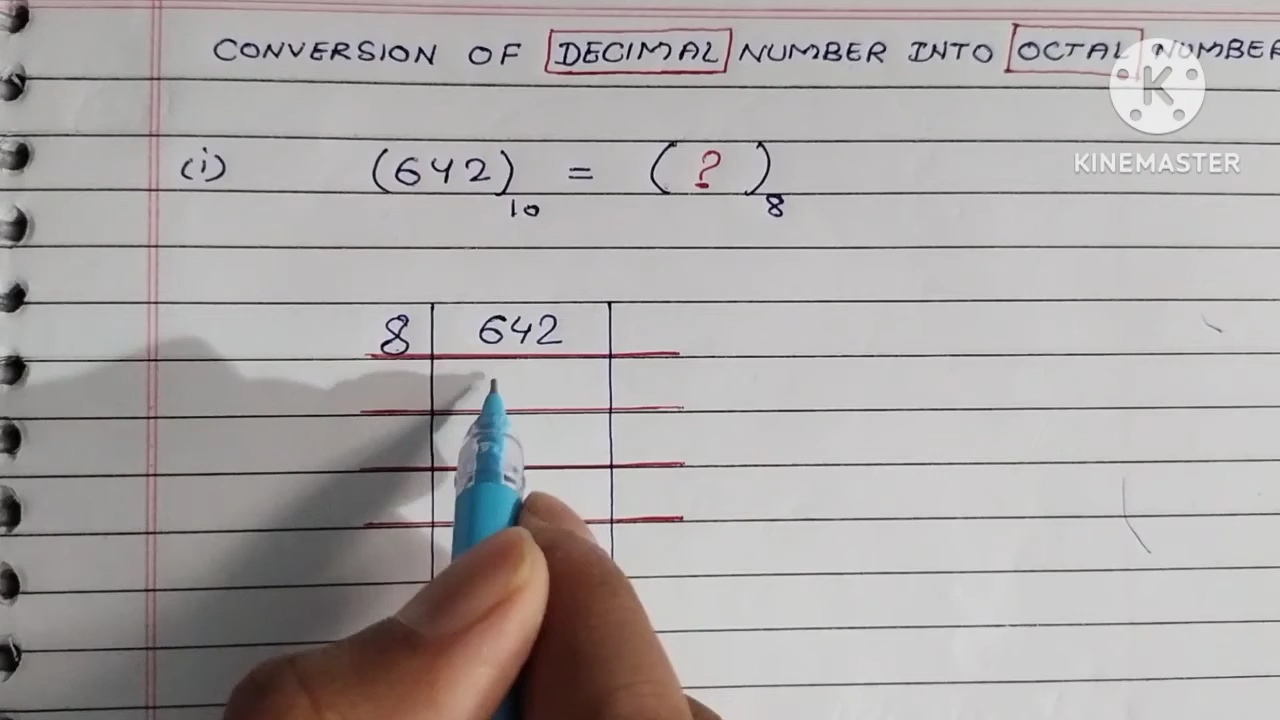 CONVERSION OF DECIMAL NUMBER INTO OCTAL NUMBER
K
KINEMASTER
(i) (642)10 = (?)8
8 642